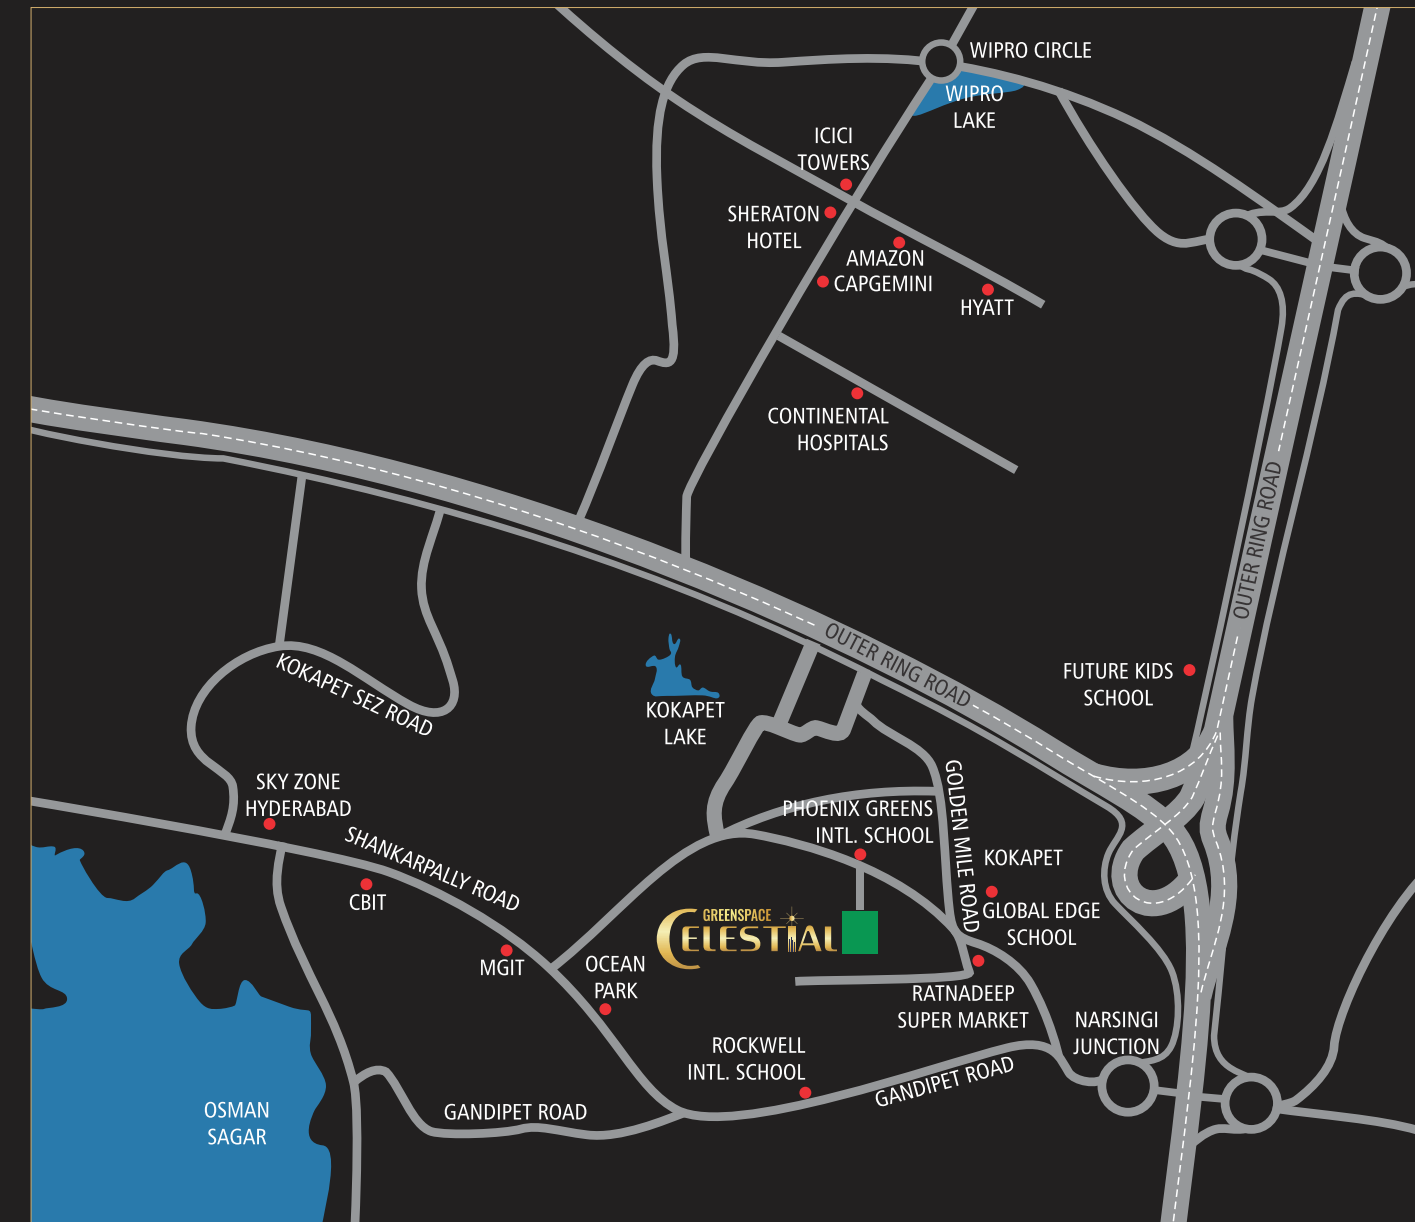 WIPRO CIRCLE
WIPRO
LAKE
ICICI
TOWERS
SHERATON
HOTEL
AMAZON
CAPGEMINI
HYATT
CONTINENTAL
HOSPITALS
OUTER RING ROAD
OUTER RING ROAD
FUTURE KIDS
SCHOOL
KOKAPET SEZ ROAD
KOKAPET
LAKE
SKY ZONE
HYDERABAD
SHANKARPALLY ROAD
CBIT
GOLDEN MILE ROAD
PHOENIX GREENS
INTL. SCHOOL
KOKAPET
GLOBAL EDGE
SCHOOL
GREENSPACE
CELESTIAL
MGIT
OCEAN
PARK
RATNADEEP
SUPER MARKET
NARSINGI
JUNCTION
ROCKWELL
INTL. SCHOOL
GANDIPET ROAD
GANDIPET ROAD
OSMAN
SAGAR